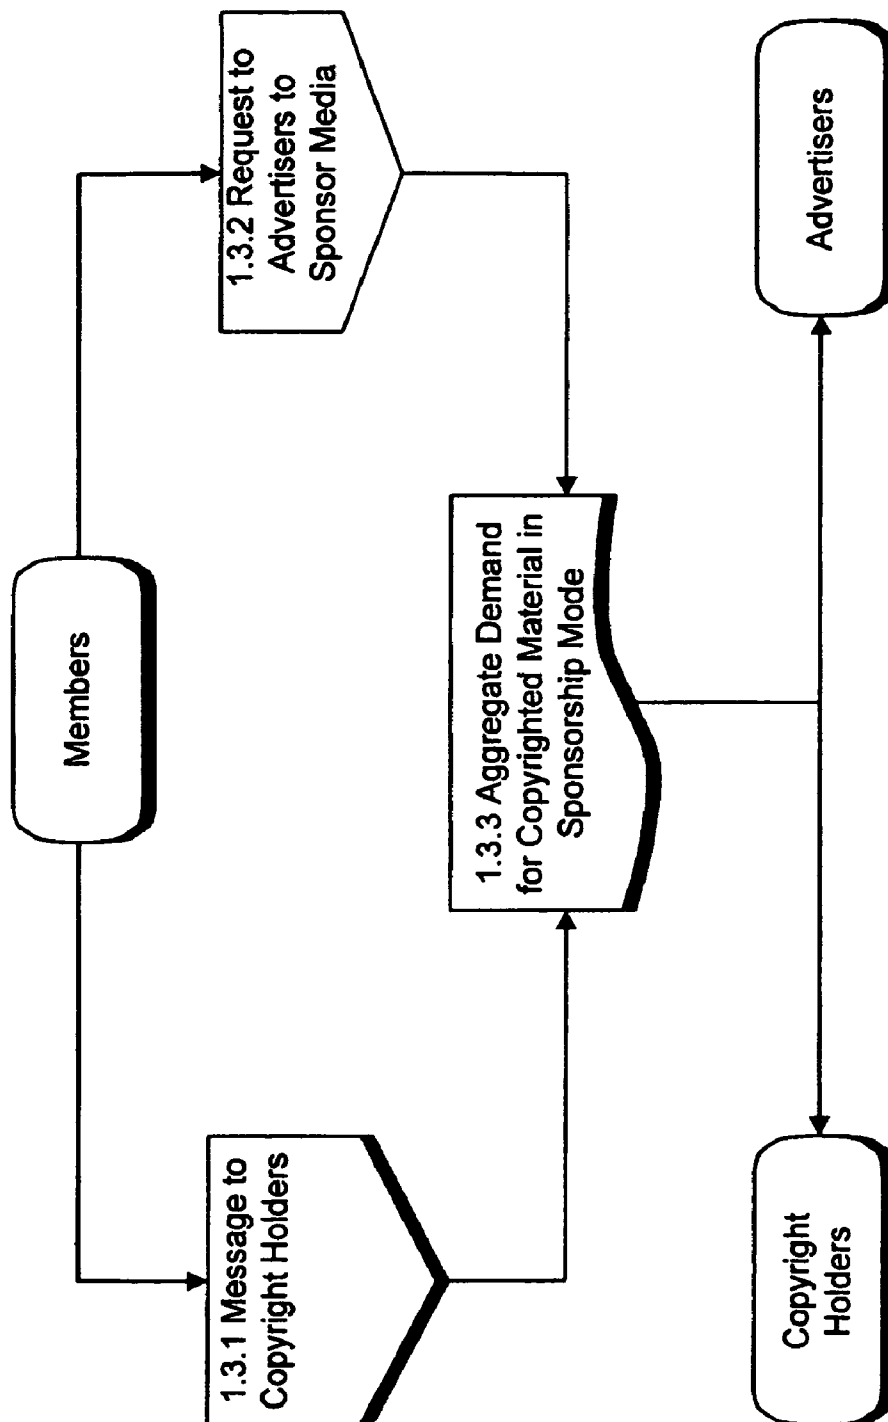 Members
1.3.1 Message to
Copyright Holders
1.3.2 Request to
Advertisers to
Sponsor Media
1.3.3 Aggregate Demand
for Copyrighted Material in
Sponsorship Mode
Copyright
Holders
Advertisers